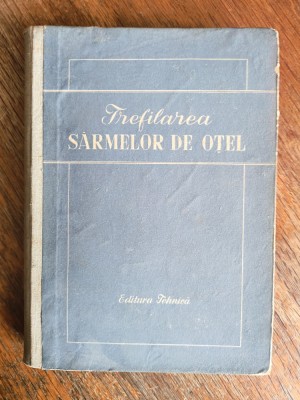 Trefilarea
SÂRMELOR DE OȚEL
Editura Tehnică